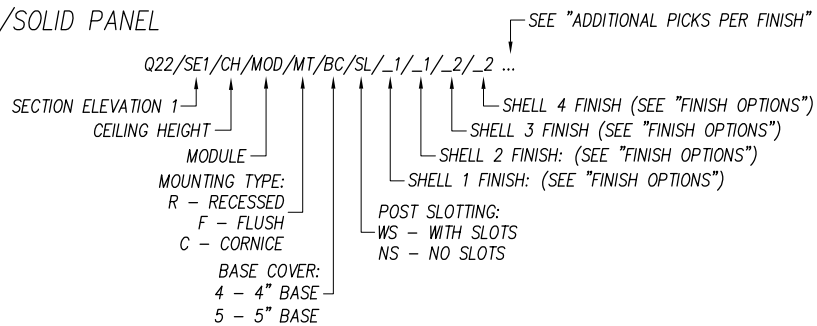 /SOLID PANEL
SEE "ADDITIONAL PICKS PER FINISH"
Q22/SE1/CH/MOD/MT/BC/SL/_1/_1/_2/_2 ...
SECTION ELEVATION 1
CEILING HEIGHT
MODULE
MOUNTING TYPE:
R – RECESSED
F – FLUSH
C – CORNICE
BASE COVER:
4 – 4" BASE
5 – 5" BASE
POST SLOTTING:
WS – WITH SLOTS
NS – NO SLOTS
SHELL 1 FINISH: (SEE "FINISH OPTIONS")
SHELL 2 FINISH: (SEE "FINISH OPTIONS")
SHELL 3 FINISH (SEE "FINISH OPTIONS")
SHELL 4 FINISH (SEE "FINISH OPTIONS")